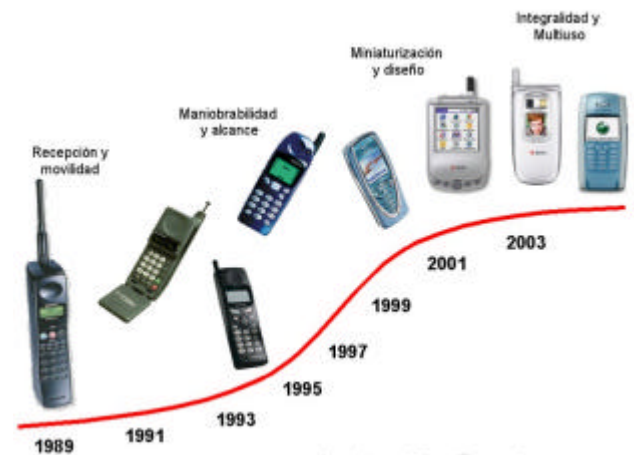 Integralidad y
Multiuso
Miniaturización
y diseño
Maniobrabilidad
y alcance
Recepción y
movilidad
1989
1991
1993
1995
1997
1999
2001
2003